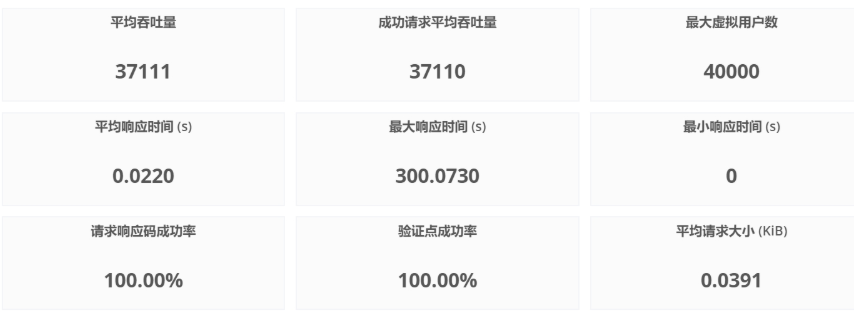 平均吞吐量
37111
成功请求平均吞吐量
37110
最大虚拟用户数
40000
平均响应时间 (s)
0.0220
最大响应时间 (s)
300.0730
最小响应时间 (s)
0
请求响应码成功率
100.00%
验证点成功率
100.00%
平均请求大小 (KiB)
0.0391